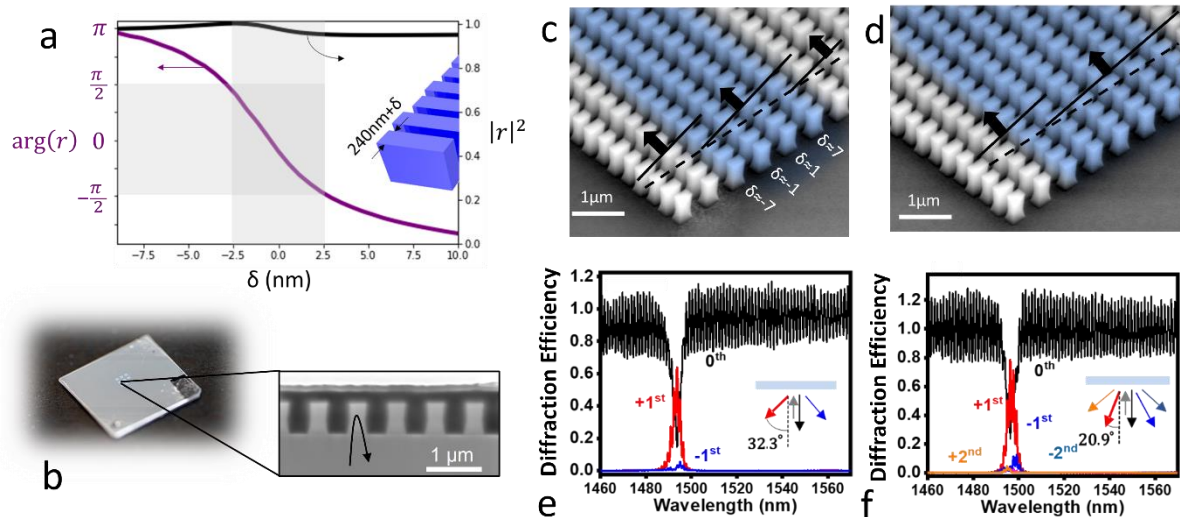 a
π
π/2
arg(r) 0
-π/2
1.0
0.8
0.6
|r|²
0.4
0.2
0.0
240nm+δ
-7.5 -5.0 -2.5 0.0 2.5 5.0 7.5 10.0
δ (nm)
b
1 μm
c
δ≈-7
δ≈-1
δ≈1
δ≈7
1μm
d
1μm
Diffraction Efficiency
1.2
1.0
0.8
0.6
0.4
0.2
0.0
0th
+1st
-1st
32.3°
1460 1480 1500 1520 1540 1560
Wavelength (nm)
e
Diffraction Efficiency
1.2
1.0
0.8
0.6
0.4
0.2
0.0
0th
+1st
-1st
+2nd
-2nd
20.9°
1460 1480 1500 1520 1540 1560
Wavelength (nm)
f